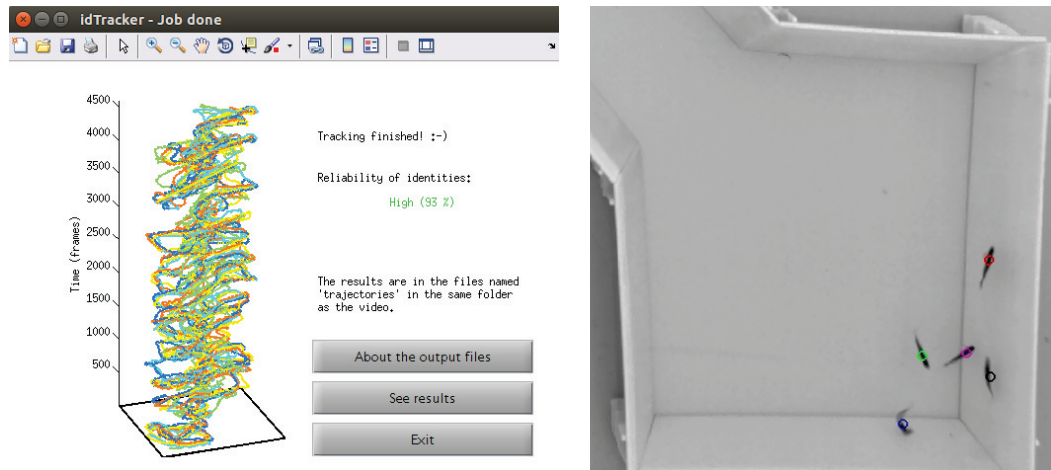 idTracker - Job done
4500
4000
3500
3000
2500
2000
1500
1000
500
Time (frames)
Tracking finished! :-)
Reliability of identities:
High (93 %)
The results are in the files named
'trajectories' in the same folder
as the video.
About the output files
See results
Exit